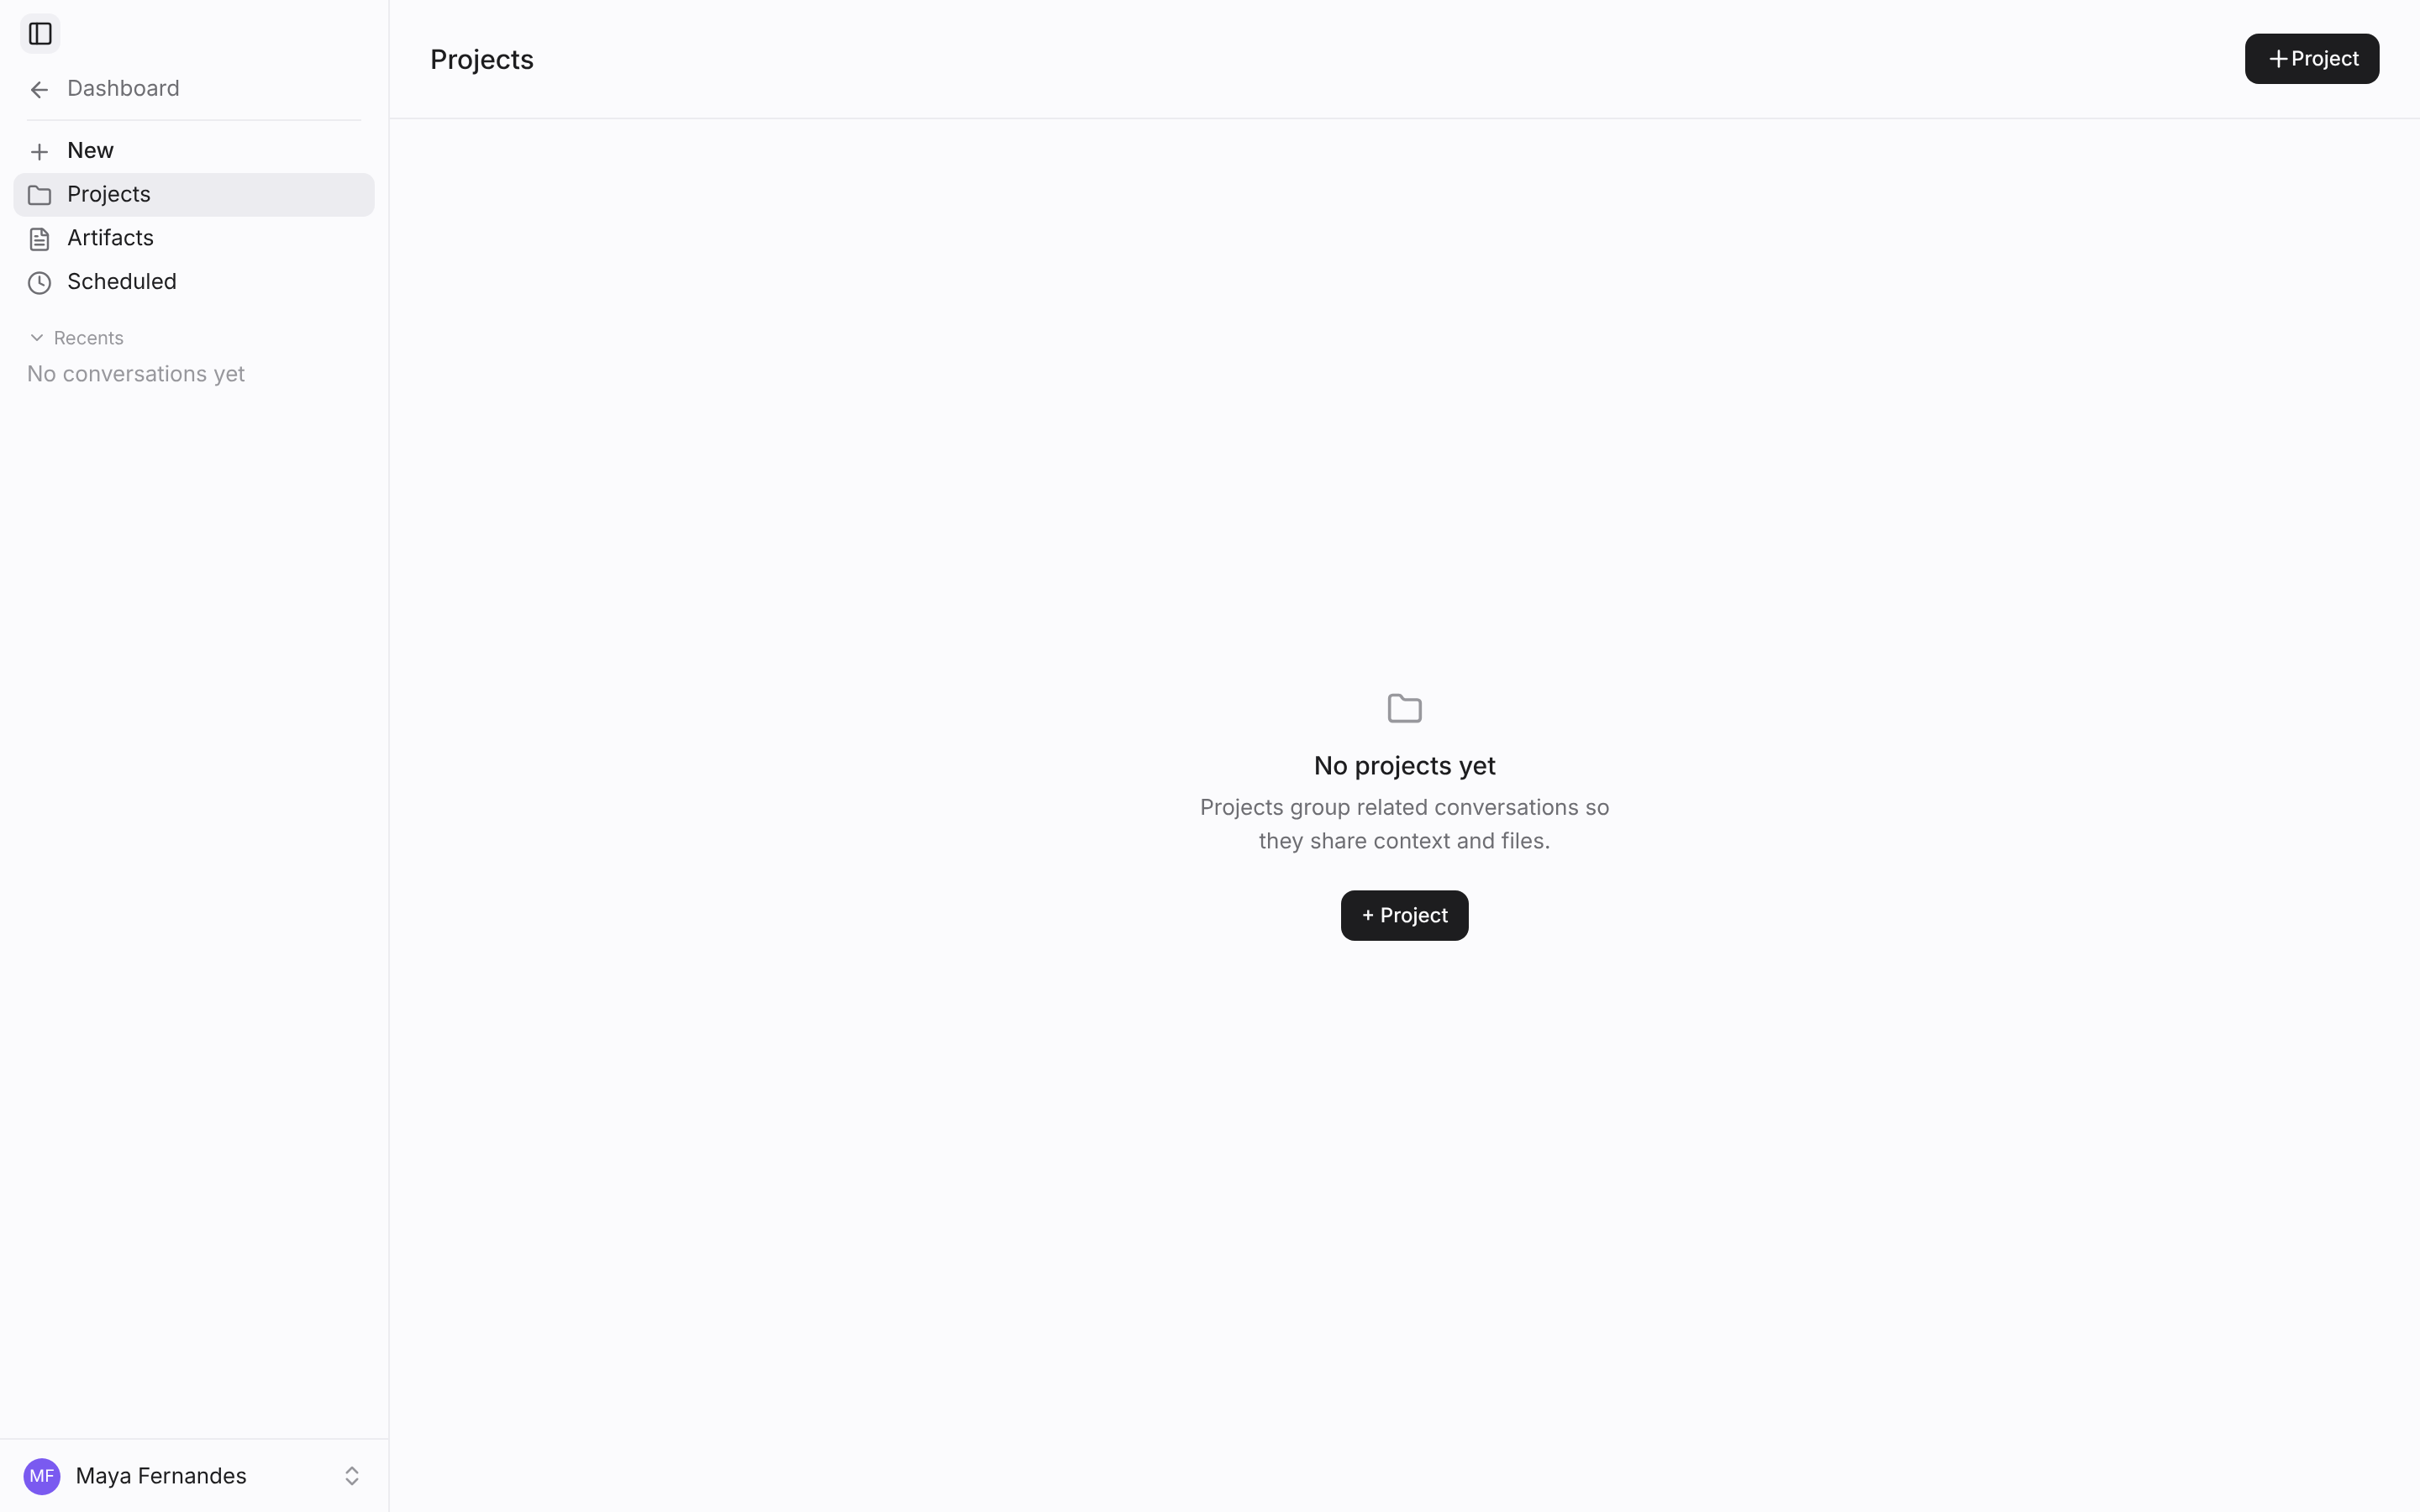 Dashboard
New
Projects
Artifacts
Scheduled
Recents
No conversations yet
MF Maya Fernandes
Projects
+ Project
No projects yet
Projects group related conversations so
they share context and files.
+ Project